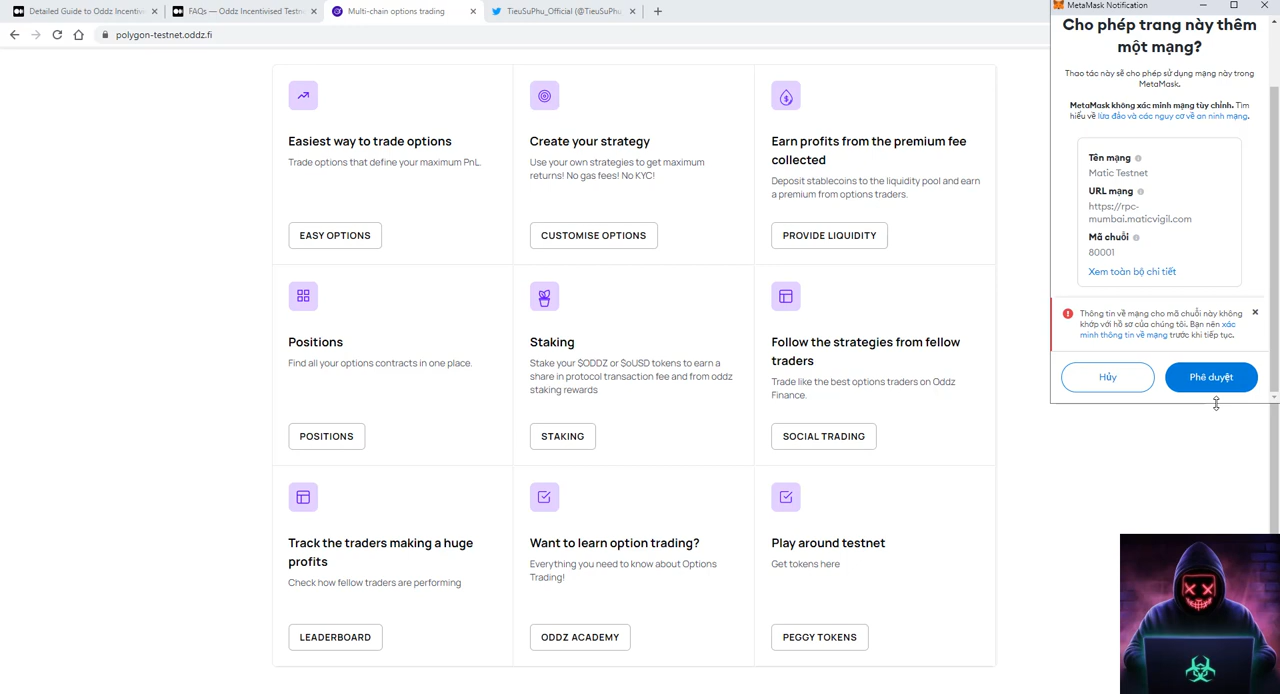 Detailed Guide to Oddz Incentiv
FAQs — Oddz Incentivised Testn
Multi-chain options trading
TieuSuPhu_Official (@TieuSuPhu
polygon-testnet.oddz.fi
Easiest way to trade options
Trade options that define your maximum PnL.
EASY OPTIONS
Create your strategy
Use your own strategies to get maximum
returns! No gas fees! No KYC!
CUSTOMISE OPTIONS
Earn profits from the premium fee
collected
Deposit stablecoins to the liquidity pool and earn
a premium from options traders.
PROVIDE LIQUIDITY
Positions
Find all your options contracts in one place.
POSITIONS
Staking
Stake your $ODDZ or $oUSD tokens to earn a
share in protocol transaction fee and from oddz
staking rewards
STAKING
Follow the strategies from fellow
traders
Trade like the best options traders on Oddz
Finance.
SOCIAL TRADING
Track the traders making a huge
profits
Check how fellow traders are performing
LEADERBOARD
Want to learn option trading?
Everything you need to know about Options
Trading!
ODDZ ACADEMY
Play around testnet
Get tokens here
PEGGY TOKENS
MetaMask Notification
Cho phép trang này thêm
một mạng?
Thao tác này sẽ cho phép sử dụng mạng này trong
MetaMask.
MetaMask không xác minh mạng tùy chỉnh. Tìm
hiểu về lừa đảo và các nguy cơ về an ninh mạng.
Tên mạng
Matic Testnet
URL mạng
https://rpc-
mumbai.maticvigil.com
Mã chuỗi
80001
Xem toàn bộ chi tiết
Thông tin về mạng cho mã chuỗi này không
khớp với hồ sơ của chúng tôi. Bạn nên xác
minh thông tin về mạng trước khi tiếp tục.
Hủy
Phê duyệt